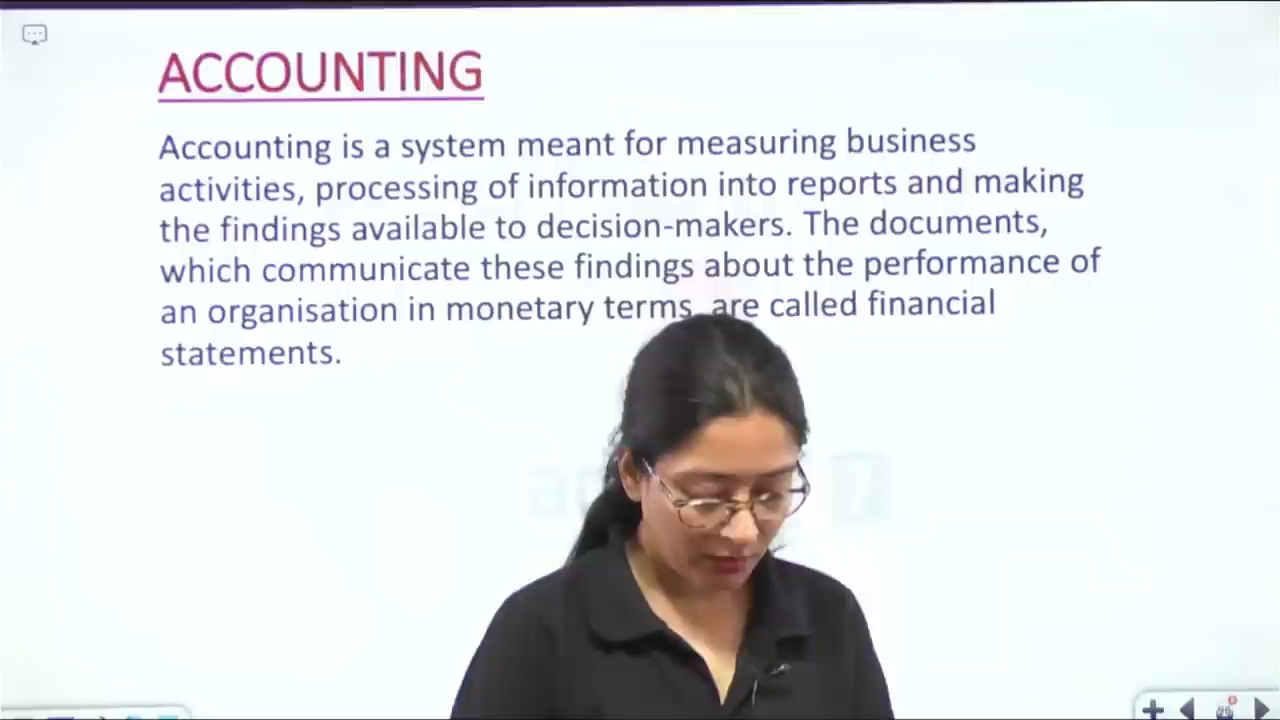 ACCOUNTING
Accounting is a system meant for measuring business
activities, processing of information into reports and making
the findings available to decision-makers. The documents,
which communicate these findings about the performance of
an organisation in monetary terms, are called financial
statements.